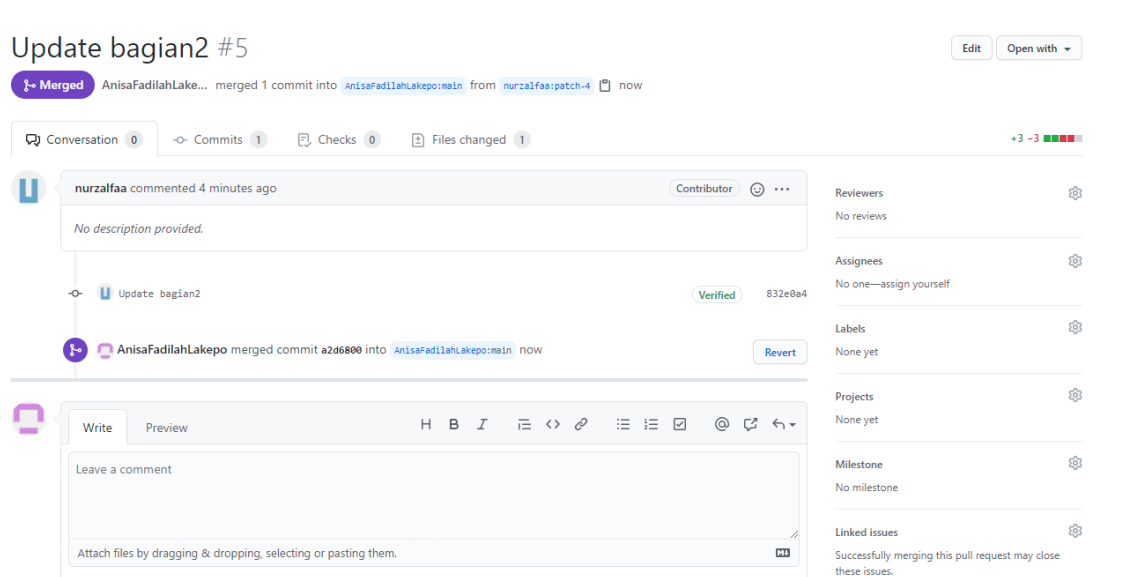 Update bagian2 #5
Edit
Open with
Merged
AnisaFadilahLake... merged 1 commit into AnisaFadilahLakepo:main from nurzalfaa:patch-4 now
Conversation 0
Commits 1
Checks 0
Files changed 1
+3 −3
nurzalfaa commented 4 minutes ago
Contributor
No description provided.
Update bagian2
Verified
832e0a4
AnisaFadilahLakepo merged commit a2d6800 into AnisaFadilahLakepo:main now
Revert
Write
Preview
Leave a comment
Attach files by dragging & dropping, selecting or pasting them.
Reviewers
No reviews
Assignees
No one—assign yourself
Labels
None yet
Projects
None yet
Milestone
No milestone
Linked issues
Successfully merging this pull request may close
these issues.